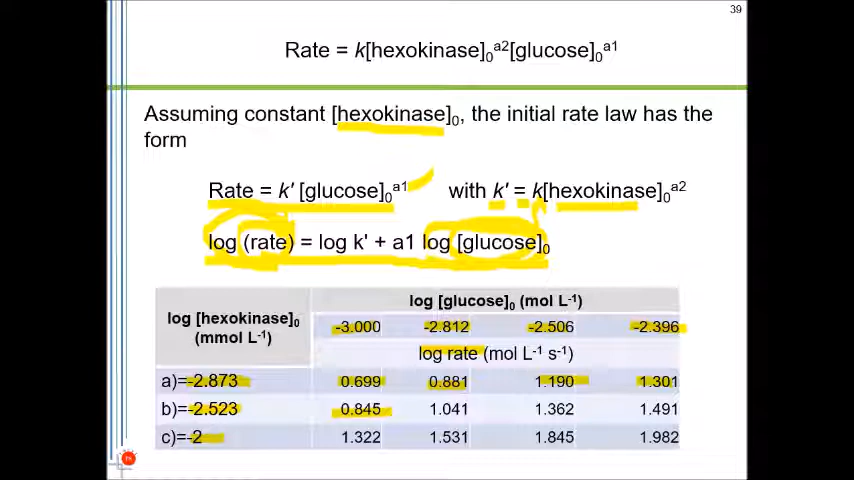 39
Rate = k[hexokinase]₀ᵃ²[glucose]₀ᵃ¹
Assuming constant [hexokinase]₀, the initial rate law has the
form
Rate = k' [glucose]₀ᵃ¹ with k' = k[hexokinase]₀ᵃ²
log (rate) = log k' + a1 log [glucose]₀
log [hexokinase]₀ (mmol L⁻¹)
log [glucose]₀ (mol L⁻¹)
-3.000 -2.812 -2.506 -2.396
log rate (mol L⁻¹ s⁻¹)
a)=-2.873 0.699 0.881 1.190 1.301
b)=-2.523 0.845 1.041 1.362 1.491
c)=-2 1.322 1.531 1.845 1.982